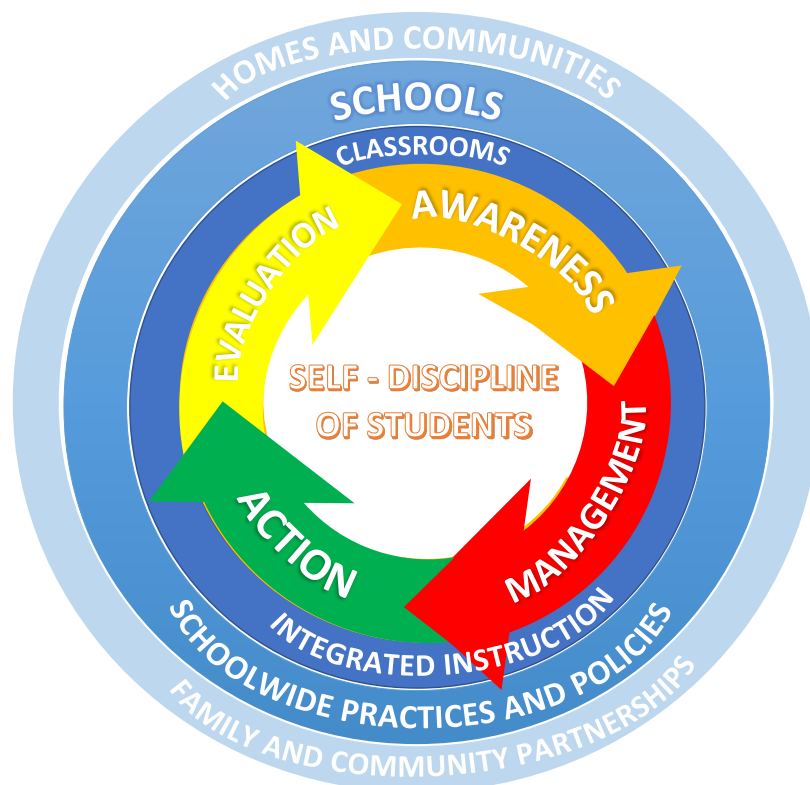 HOMES AND COMMUNITIES
SCHOOLS
CLASSROOMS
AWARENESS
EVALUATION
SELF - DISCIPLINE
OF STUDENTS
MANAGEMENT
ACTION
INTEGRATED INSTRUCTION
SCHOOLWIDE PRACTICES AND POLICIES
FAMILY AND COMMUNITY PARTNERSHIPS